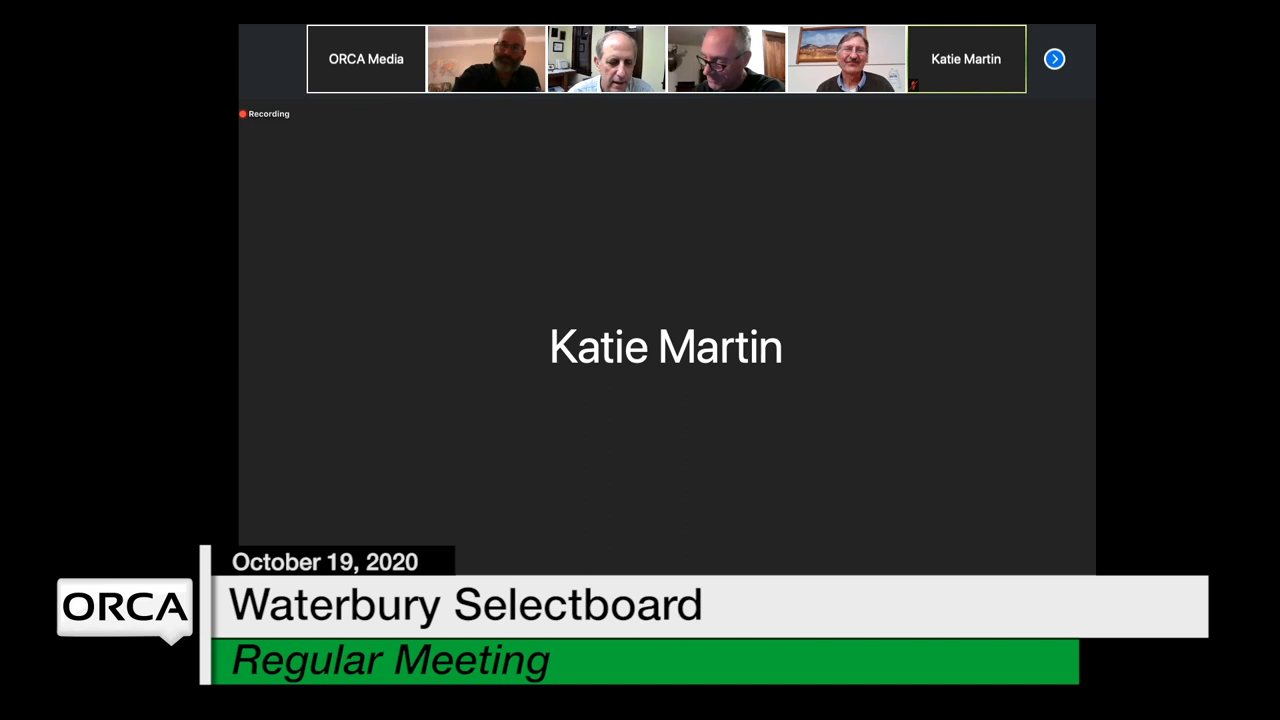 ORCA Media
Katie Martin
Recording
Katie Martin
October 19, 2020
ORCA
Waterbury Selectboard
Regular Meeting